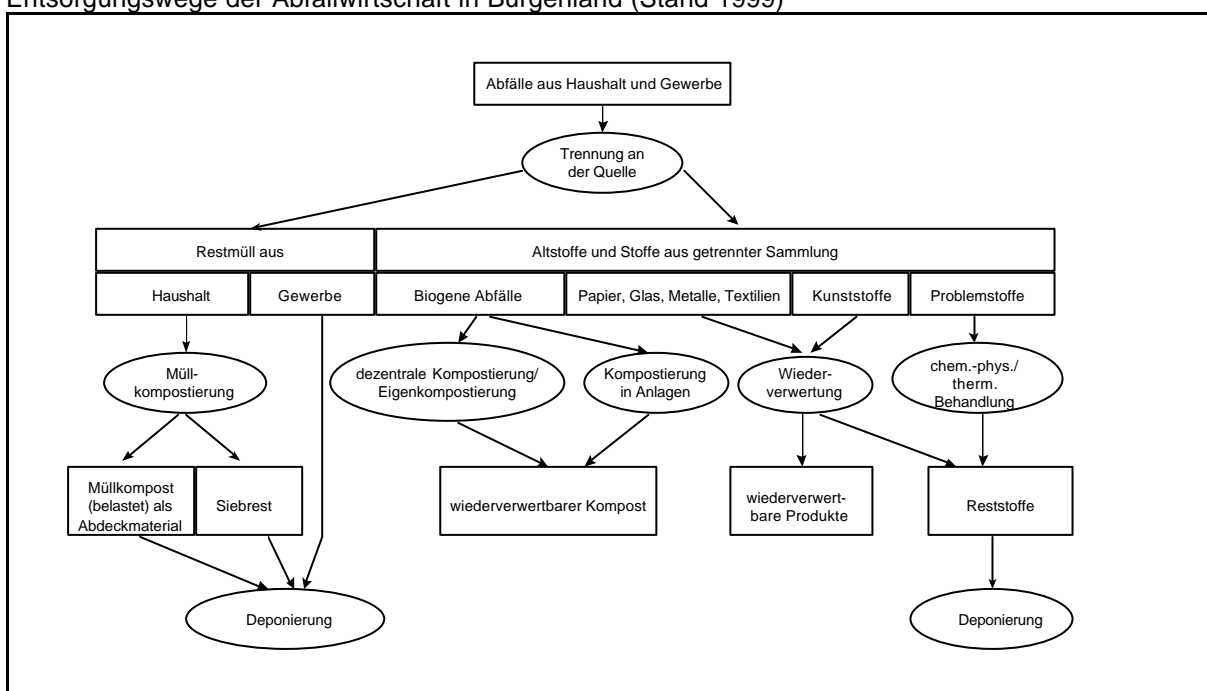 Entsorgungswege der Abfallwirtschaft in Burgenland (Stand 1999)
Abfälle aus Haushalt und Gewerbe
Trennung an
der Quelle
Restmüll aus
Altstoffe und Stoffe aus getrennter Sammlung
Haushalt
Gewerbe
Biogene Abfälle
Papier, Glas, Metalle, Textilien
Kunststoffe
Problemstoffe
Müll-
kompostierung
dezentrale Kompostierung/
Eigenkompostierung
Kompostierung
in Anlagen
Wieder-
verwertung
chem.-phys./
therm.
Behandlung
Müllkompost
(belastet) als
Abdeckmaterial
Siebrest
wiederverwertbarer Kompost
wiederverwert-
bare Produkte
Reststoffe
Deponierung
Deponierung